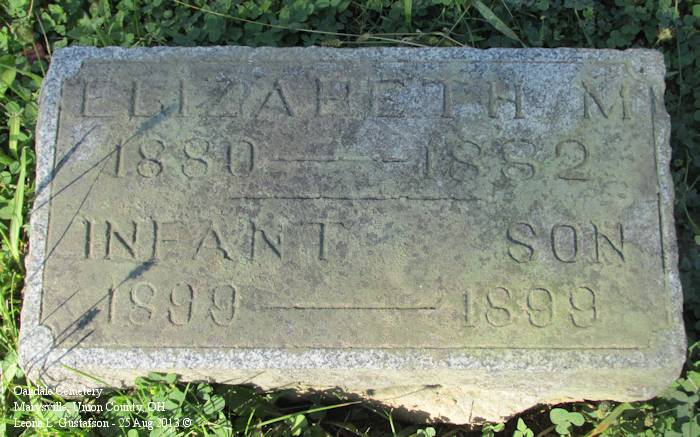 ELIZABETH M
1880 — 1882
INFANT SON
1899 — 1899
Oakdale Cemetery
Marysville, Union County, OH
Leona L. Gustafson - 25 Aug 2013 ©